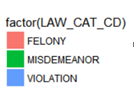 factor(LAW_CAT_CD)
FELONY
MISDEMEANOR
VIOLATION